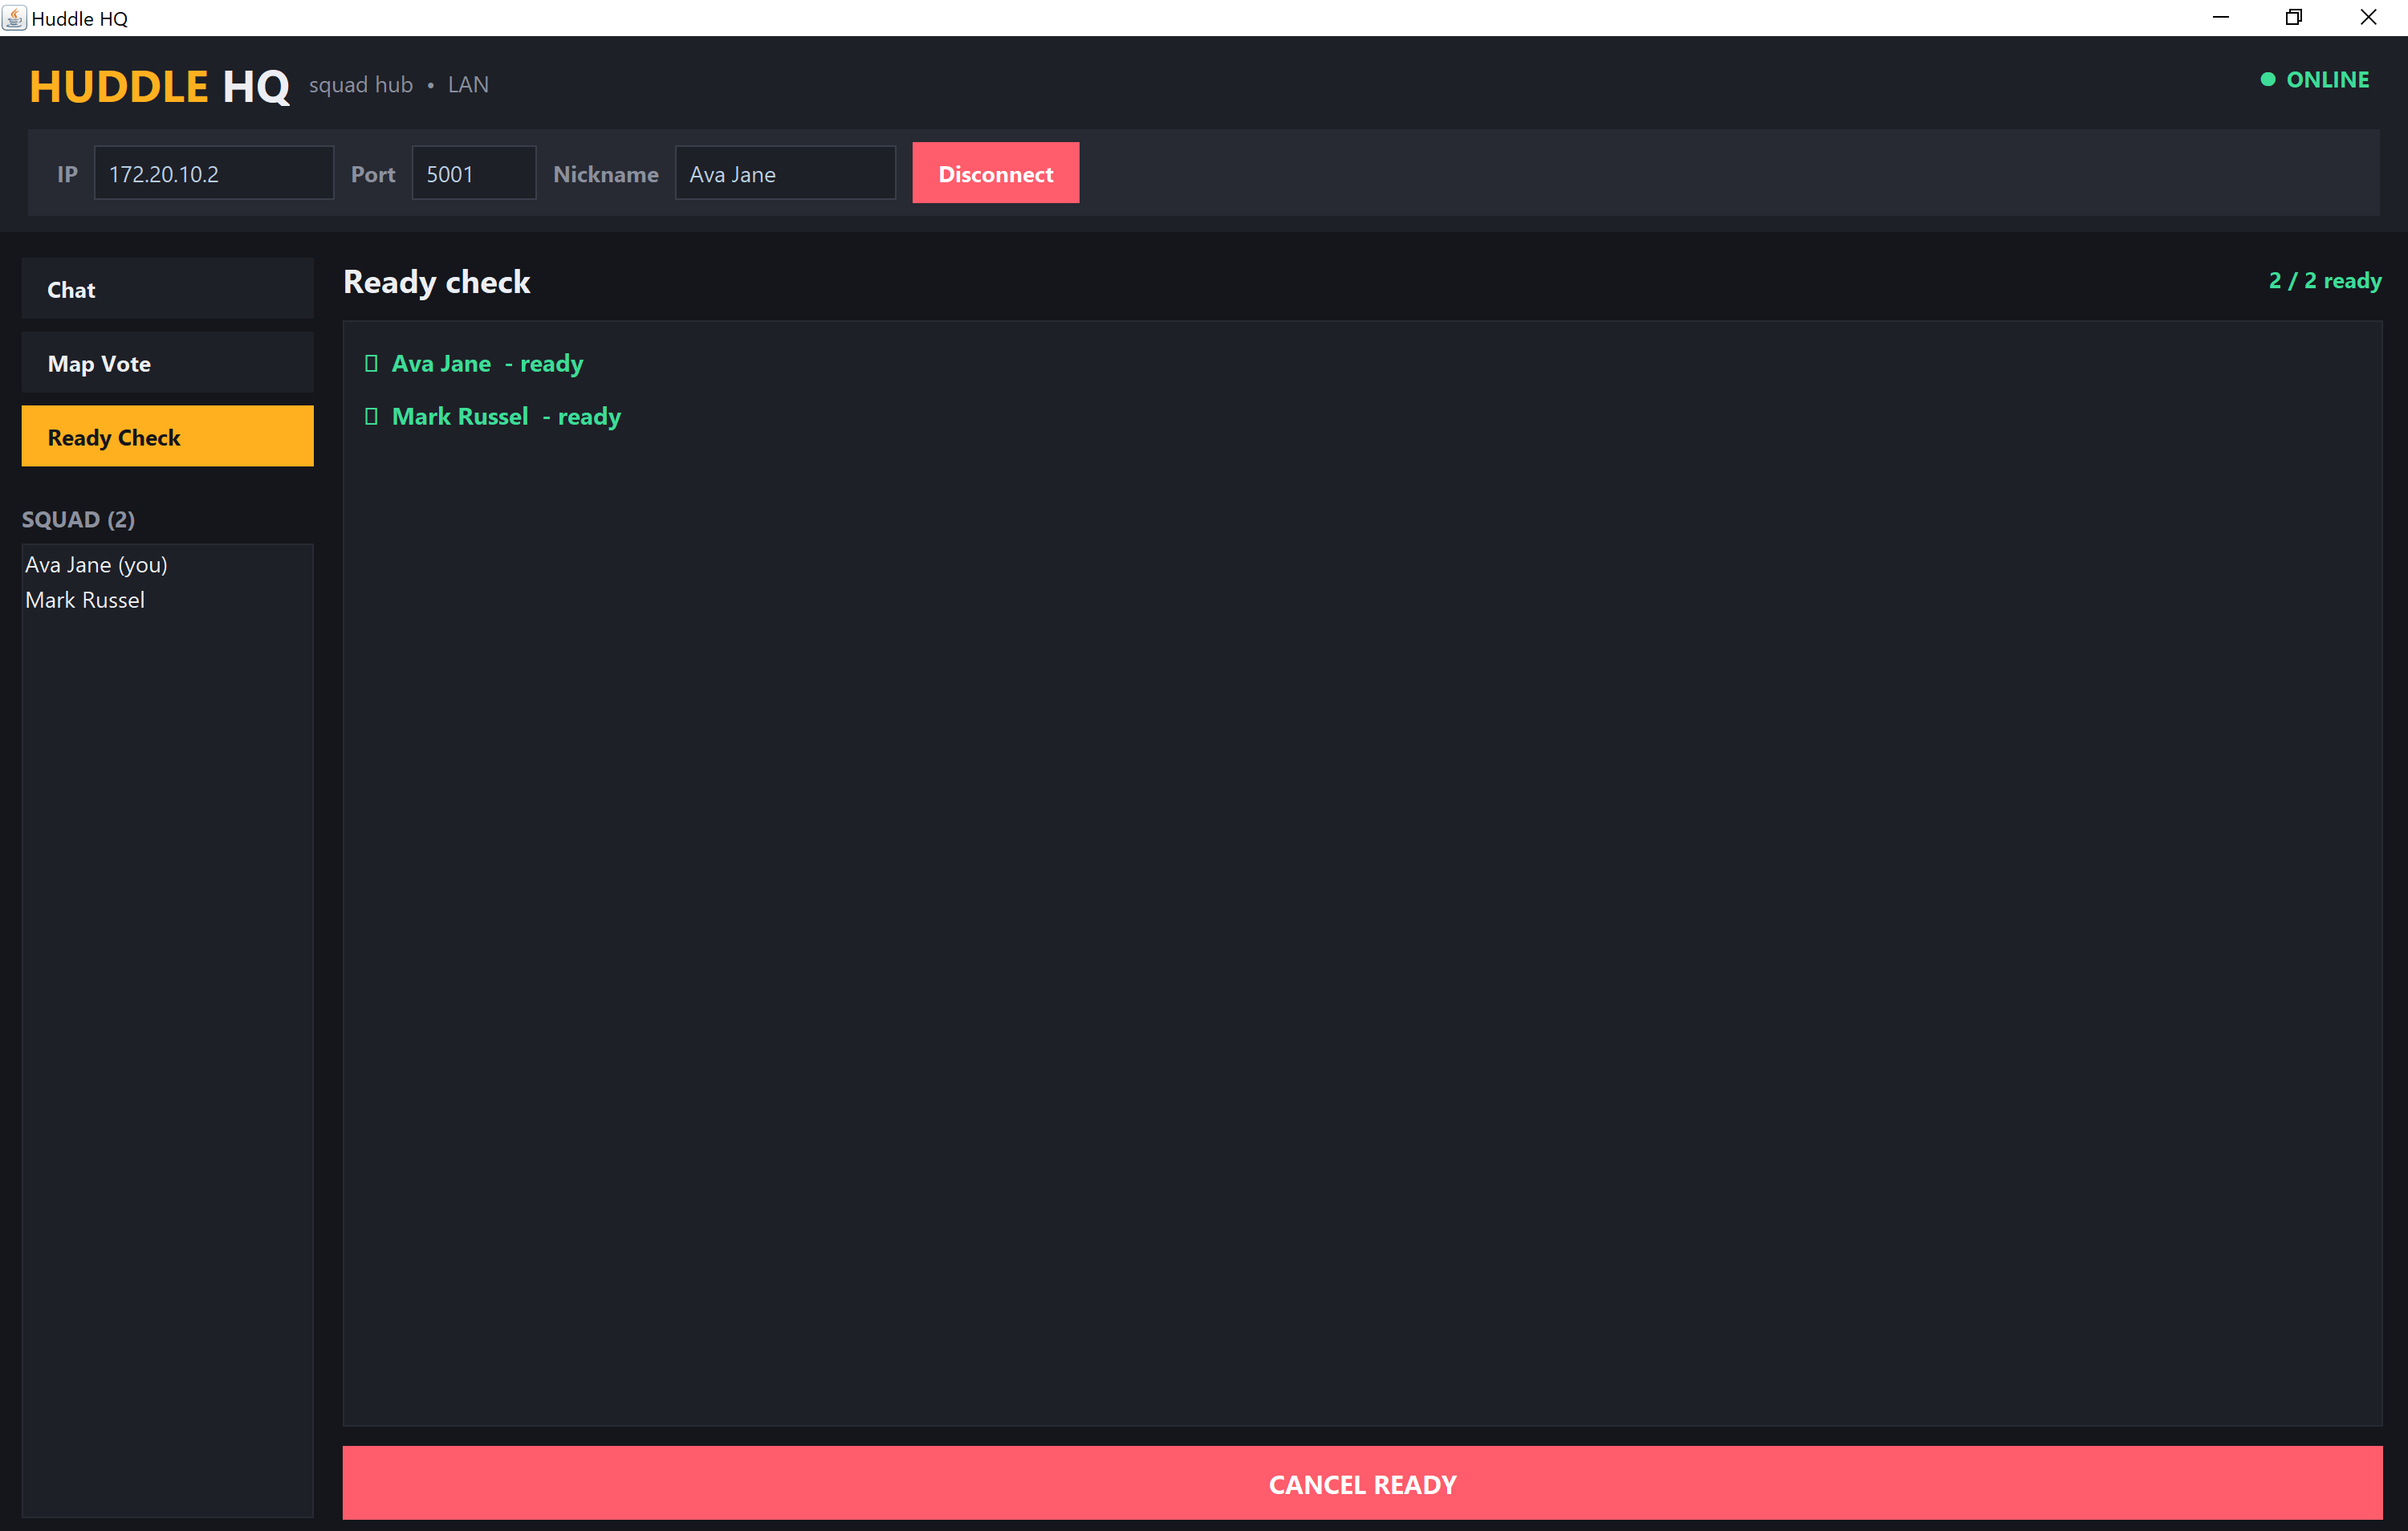 Huddle HQ
HUDDLE HQ squad hub • LAN
ONLINE
IP 172.20.10.2 Port 5001 Nickname Ava Jane Disconnect
Chat
Map Vote
Ready Check
SQUAD (2)
Ava Jane (you)
Mark Russel
Ready check
2 / 2 ready
Ava Jane - ready
Mark Russel - ready
CANCEL READY